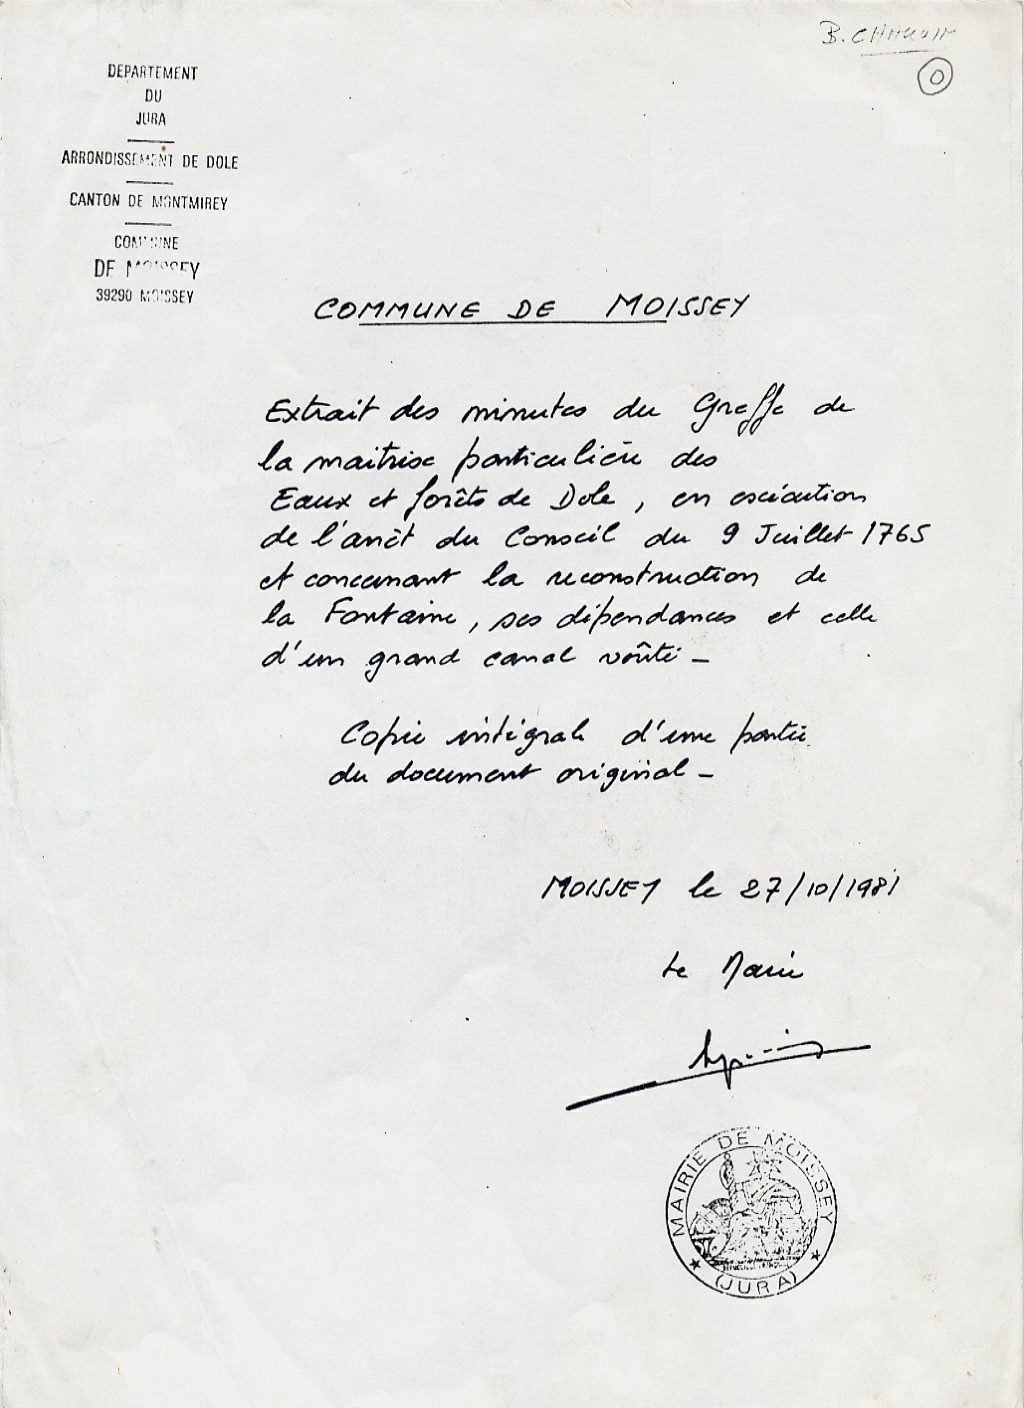 B.
0
DEPARTEMENT
DU
JURA
ARRONDISSEMENT DE DOLE
CANTON DE MONTMIREY
COMMUNE
DE MOISSEY
39290 MOISSEY
COMMUNE DE MOISSEY
Extrait des minutes du Greffe de
la maitrise particulière des
Eaux et forêts de Dole, en exécution
de l'arrêt du Conseil du 9 Juillet 1765
et concernant la reconstruction de
la Fontaine, ses dépendances et celle
d'un grand canal voûté -
Copie intégrale d'une partie
du document original -
MOISSEY le 27/10/1981
Le Maire
MAIRIE DE MOISSEY
(JURA)